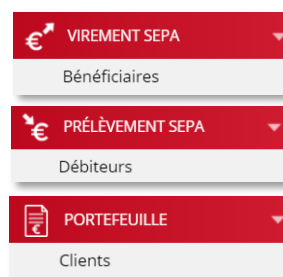 VIREMENT SEPA
Bénéficiaires
PRÉLÈVEMENT SEPA
Débiteurs
PORTEFEUILLE
Clients